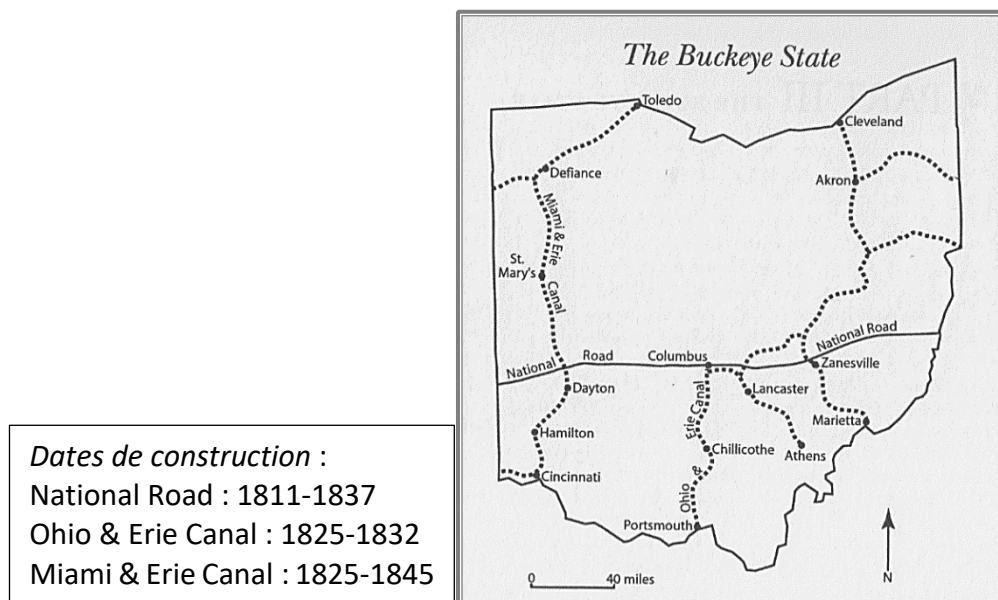 The Buckeye State
Toledo
Cleveland
Defiance
Akron
Miami & Erie Canal
St.
Mary's
National Road
National Road
Columbus
Zanesville
Dayton
Lancaster
Erie Canal
Ohio &
Marietta
Hamilton
Chillicothe
Athens
Cincinnati
Portsmouth
0 40 miles
N
Dates de construction :
National Road : 1811-1837
Ohio & Erie Canal : 1825-1832
Miami & Erie Canal : 1825-1845